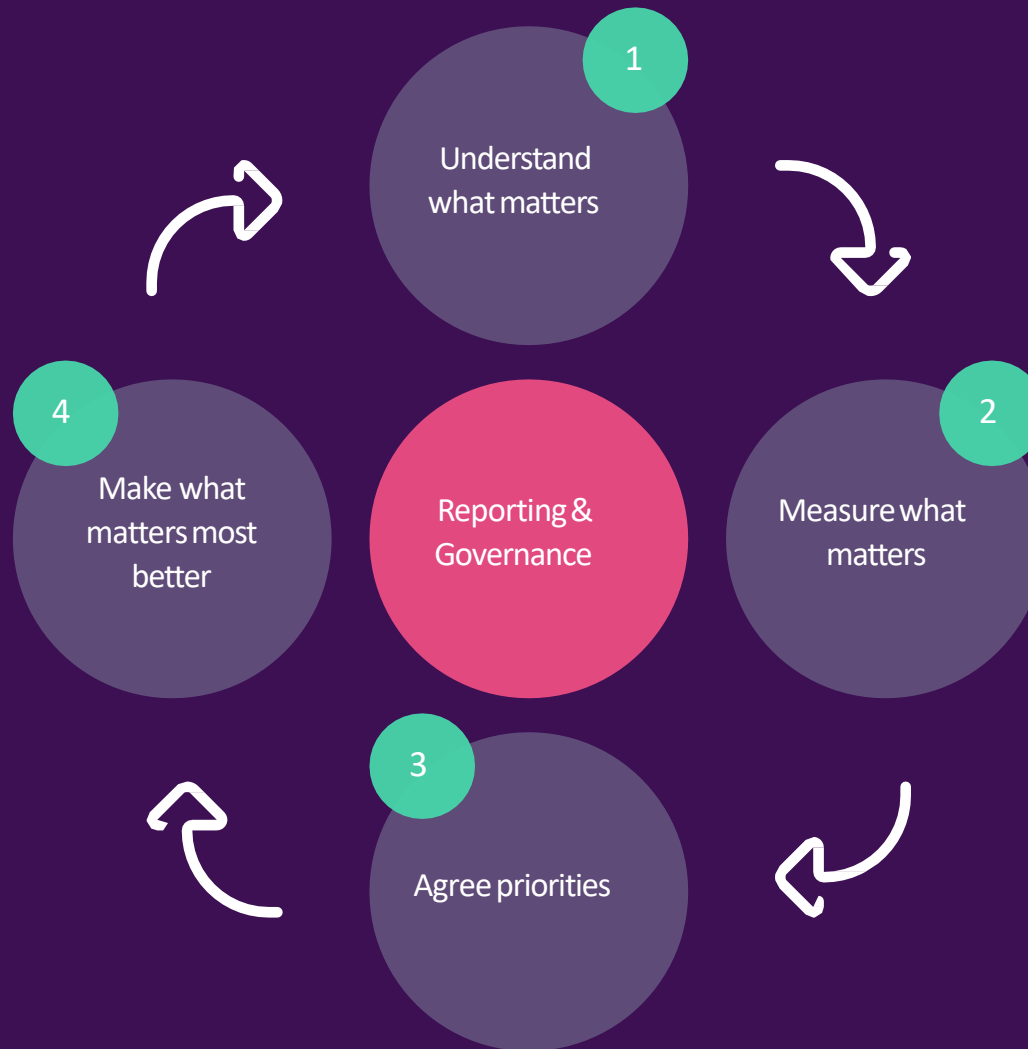 1
Understand
what matters
2
Measure what
matters
3
Agree priorities
4
Make what
matters most
better
Reporting &
Governance